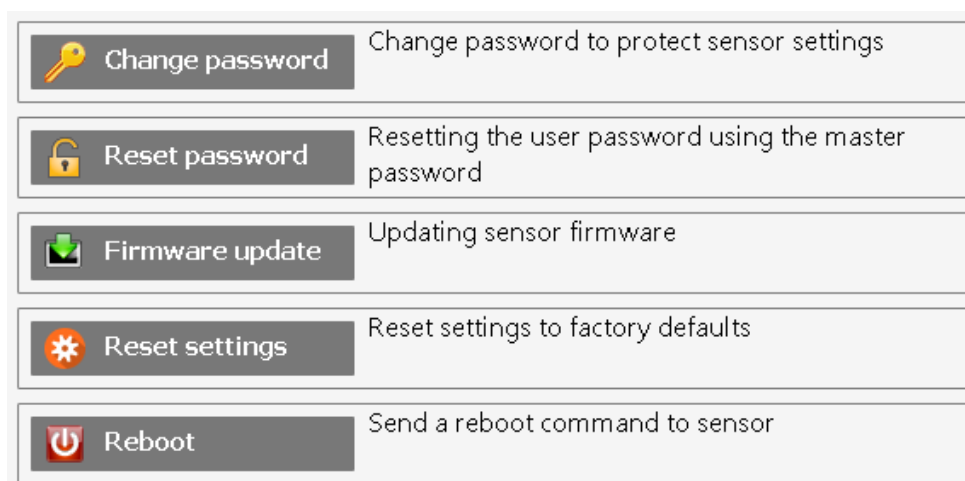 Change password
Change password to protect sensor settings
Reset password
Resetting the user password using the master
password
Firmware update
Updating sensor firmware
Reset settings
Reset settings to factory defaults
Reboot
Send a reboot command to sensor